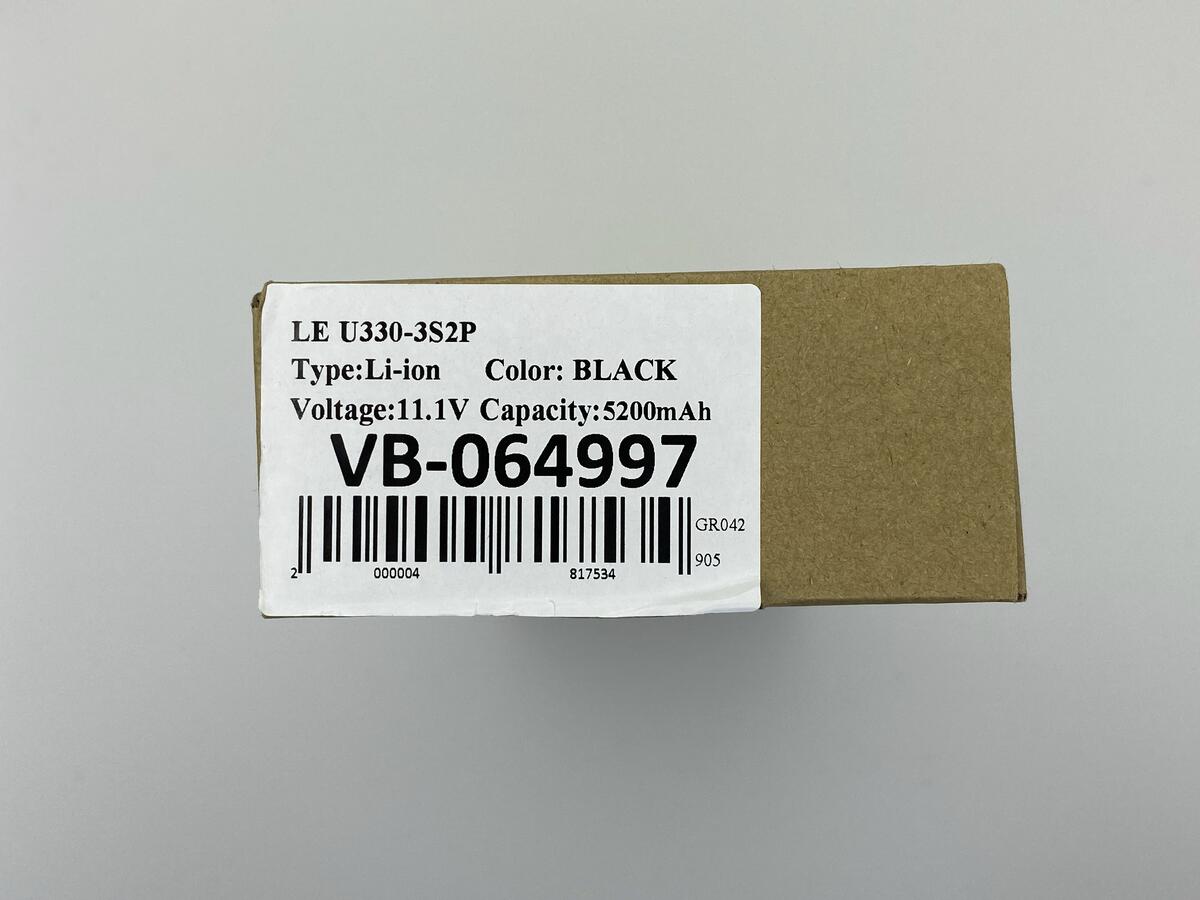 LE U330-3S2P
Type:Li-ion Color: BLACK
Voltage:11.1V Capacity:5200mAh
VB-064997
GR042
905
2 000004 817534